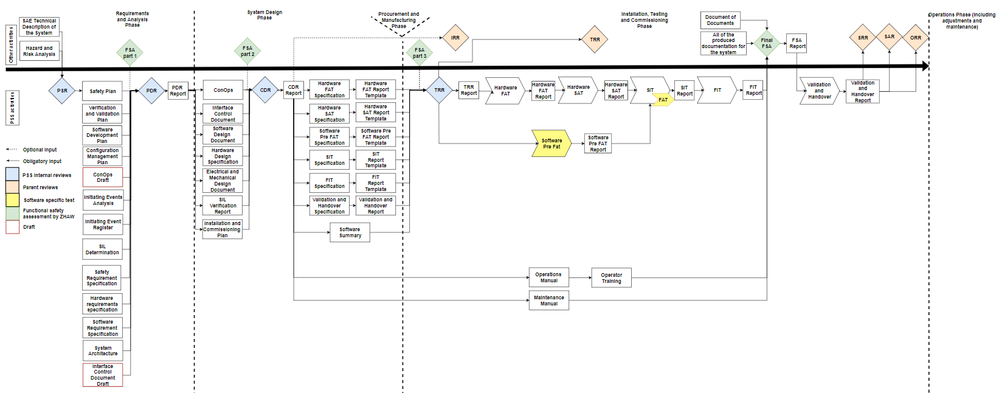 Requirements
and Analysis
Phase
System Design
Phase
Procurement and
Manufacturing
Phase
Installation, Testing
and Commissioning
Phase
Operations Phase (including
adjustments and
maintenance)
Other activities
SAE Technical
Description of
the System
Hazard and
Risk Analysis
FSA
part 1
FSA
part 2
FSA
part 3
IRR
TRR
Document of
Documents
All of the
produced
documentation for
the system
Final
FSA
FSA
Report
SRR
SAR
ORR
PSS activities
PSR
Safety Plan
Verification
and Validation
Plan
Software
Development
Plan
Configuration
Management
Plan
ConOps
Draft
Initiating Events
Analysis
Initiating Event
Register
SIL
Determination
Safety
Requirement
Specification
Hardware
requirements
specification
Software
Requirement
Specification
System
Architecture
Interface
Control
Document
Draft
PDR
PDR
Report
ConOps
Interface
Control
Document
Software
Design
Document
Hardware
Design
Specification
Electrical and
Mechanical
Design
Document
SIL
Verification
Report
Installation and
Commissioning
Plan
CDR
CDR
Report
Hardware
FAT
Specification
Hardware
FAT Report
Template
Hardware
SAT
Specification
Hardware
SAT Report
Template
Software
Pre FAT
Specification
Software Pre
FAT Report
Template
SIT
Specification
SIT
Report
Template
FIT
Specification
FIT
Report
Template
Validation and
Handover
Specification
Validation and
Handover
Report
Software
Summary
TRR
TRR
Report
Hardware
FAT
Hardware
FAT
Report
Hardware
SAT
Hardware
SAT
Report
SIT
FAT
SIT
Report
FIT
FIT
Report
Software
Pre Fat
Software
Pre FAT
Report
Operations
Manual
Operator
Training
Maintenance
Manual
Validation
and
Handover
Validation
and
Handover
Report
Optional Input
Obligatory Input
PSS internal reviews
Parent reviews
Software specific test
Functional safety
assessment by ZHAW
Draft